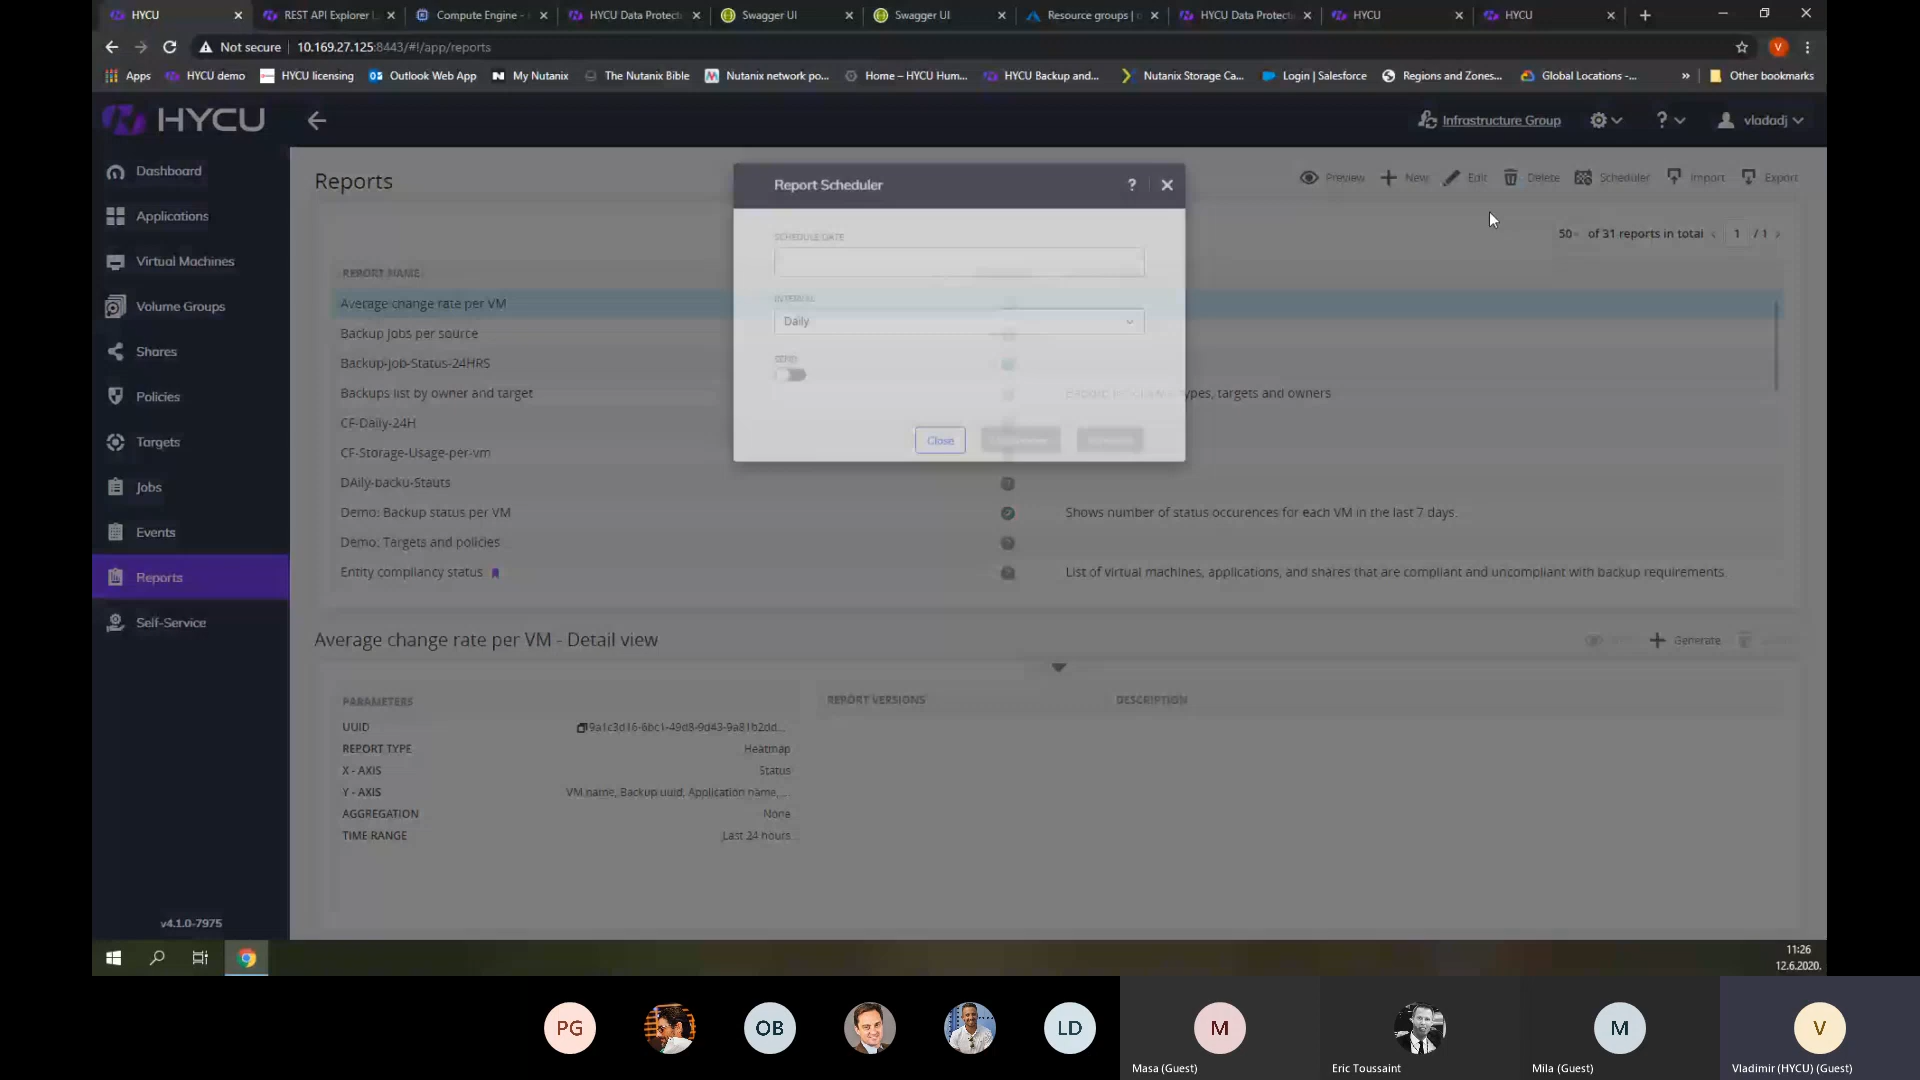 HYCU
REST API Explorer
Compute Engine -
HYCU Data Protect
Swagger UI
Swagger UI
Resource groups |
HYCU Data Protect
HYCU
HYCU
Not secure
10.169.27.125:8443/#!/app/reports
V
Apps
HYCU demo
HYCU licensing
Outlook Web App
My Nutanix
The Nutanix Bible
Nutanix network po...
Home – HYCU Hum...
HYCU Backup and...
Nutanix Storage Ca...
Login | Salesforce
Regions and Zones...
Global Locations -...
»
Other bookmarks
HYCU
Infrastructure Group
?
vladadj
Dashboard
Applications
Virtual Machines
Volume Groups
Shares
Policies
Targets
Jobs
Events
Reports
Self-Service
v4.1.0-7975
Reports
Preview
New
Edit
Delete
Scheduler
Import
Export
50
of 31 reports in total
1
/ 1
REPORT NAME
Average change rate per VM
Backup jobs per source
Backup-Job-Status-24HRS
Backups list by owner and target
types, targets and owners
CF-Daily-24H
CF-Storage-Usage-per-vm
DAily-backu-Stauts
Demo: Backup status per VM
Shows number of status occurences for each VM in the last 7 days.
Demo: Targets and policies
Entity compliancy status
List of virtual machines, applications, and shares that are compliant and uncompliant with backup requirements
Report Scheduler
?
SCHEDULE DATE
INTERVAL
Daily
SEND
Close
Average change rate per VM - Detail view
Generate
PARAMETERS
REPORT VERSIONS
DESCRIPTION
UUID
9a1c3d16-6bc1-49d8-9d43-9a81b2dd...
REPORT TYPE
Heatmap
X - AXIS
Status
Y - AXIS
VM name, Backup uuid, Application name, ...
AGGREGATION
None
TIME RANGE
Last 24 hours
11:26
12.6.2020.
PG
OB
LD
M
M
V
Masa (Guest)
Eric Toussaint
Mila (Guest)
Vladimir (HYCU) (Guest)